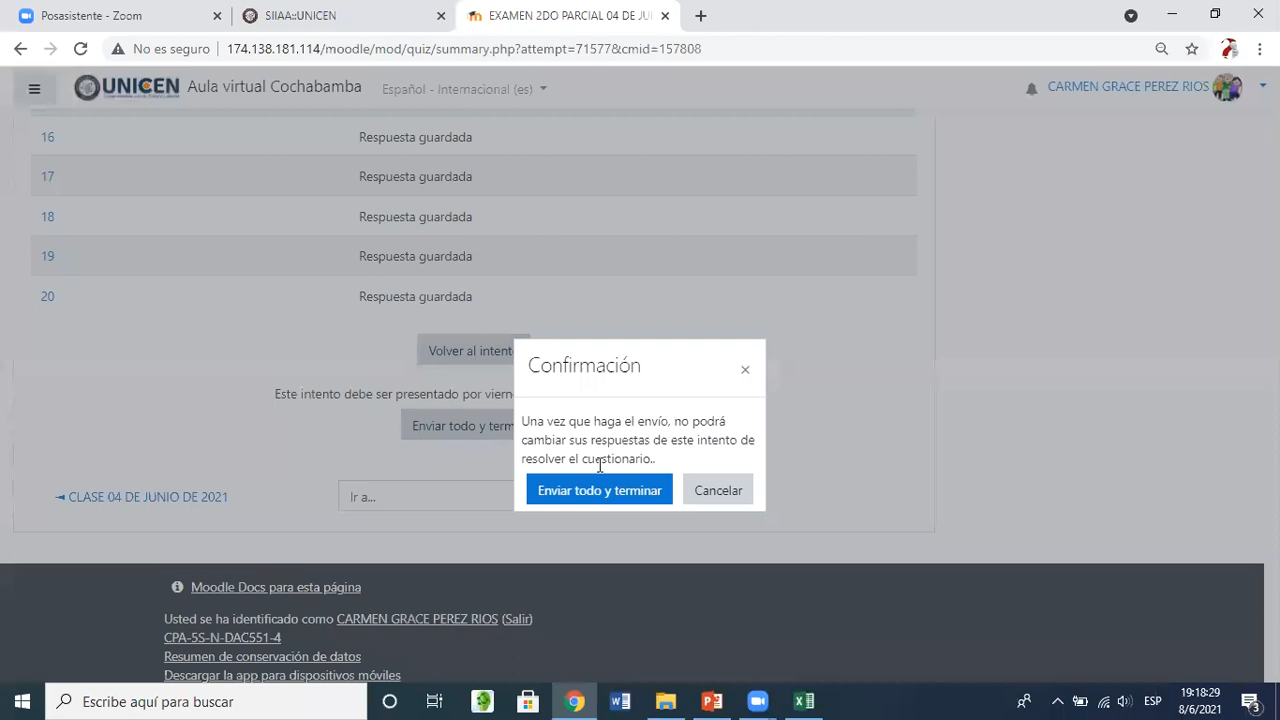 Posasistente - Zoom
SIIAA::UNICEN
EXAMEN 2DO PARCIAL 04 DE JU
No es seguro
174.138.181.114/moodle/mod/quiz/summary.php?attempt=71577&cmid=157808
UNICEN
Aula virtual Cochabamba
Español - Internacional (es)
CARMEN GRACE PEREZ RIOS
16 Respuesta guardada
17 Respuesta guardada
18 Respuesta guardada
19 Respuesta guardada
20 Respuesta guardada
Volver al intento
Este intento debe ser presentado por viern
Enviar todo y term
Confirmación
×
Una vez que haga el envío, no podrá
cambiar sus respuestas de este intento de
resolver el cuestionario..
Enviar todo y terminar
Cancelar
◄ CLASE 04 DE JUNIO DE 2021
Ir a...
Moodle Docs para esta página
Usted se ha identificado como CARMEN GRACE PEREZ RIOS (Salir)
CPA-5S-N-DAC551-4
Resumen de conservación de datos
Descargar la app para dispositivos móviles
Escribe aquí para buscar
ESP
19:18:29
8/6/2021
3